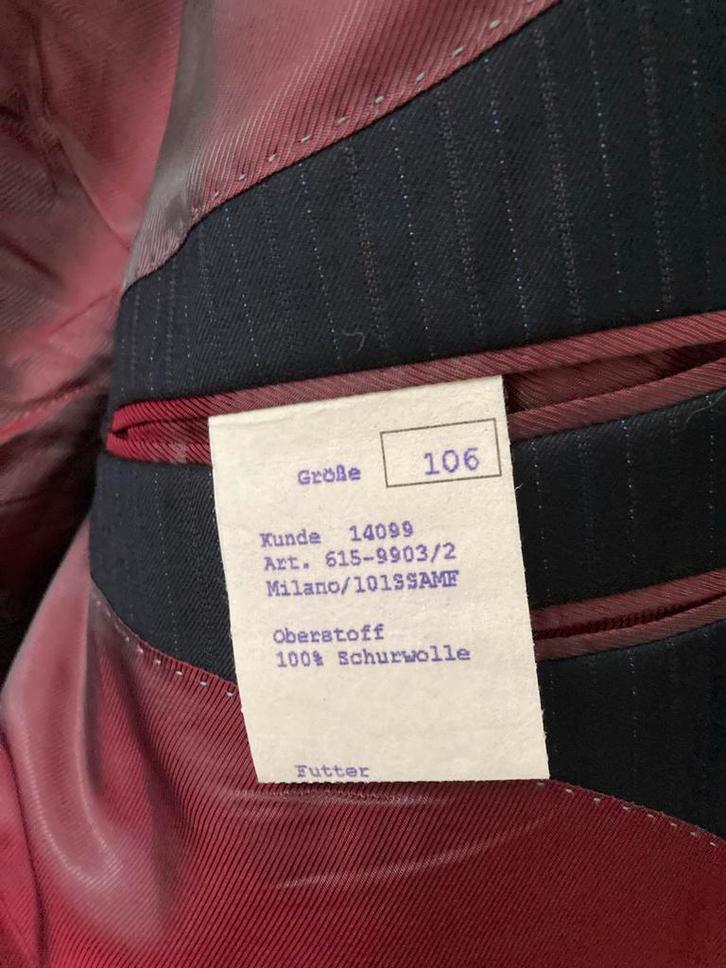 Größe 106
Kunde 14099
Art. 615-9903/2
Milano/101SSAMF
Oberstoff
100% Schurwolle
Futter